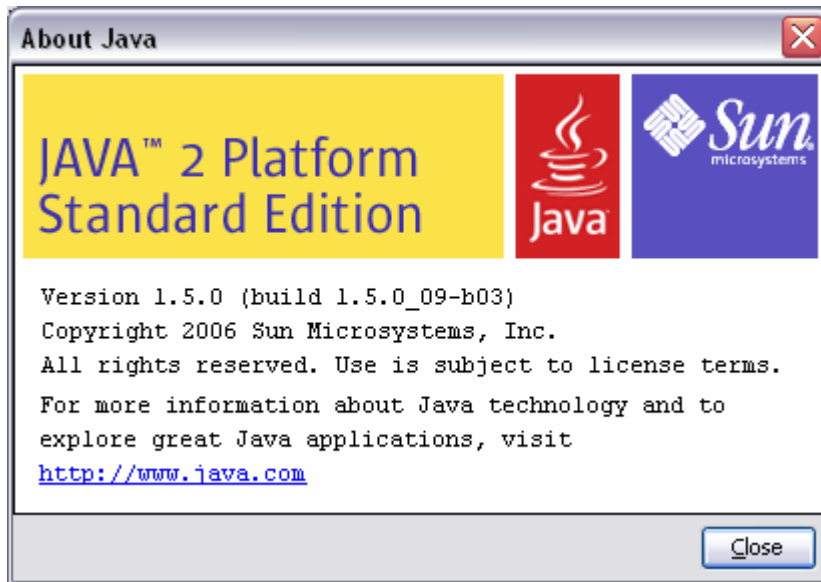 About Java
JAVA™ 2 Platform
Standard Edition
Java
Sun
microsystems
Version 1.5.0 (build 1.5.0_09-b03)
Copyright 2006 Sun Microsystems, Inc.
All rights reserved. Use is subject to license terms.
For more information about Java technology and to
explore great Java applications, visit
http://www.java.com
Close